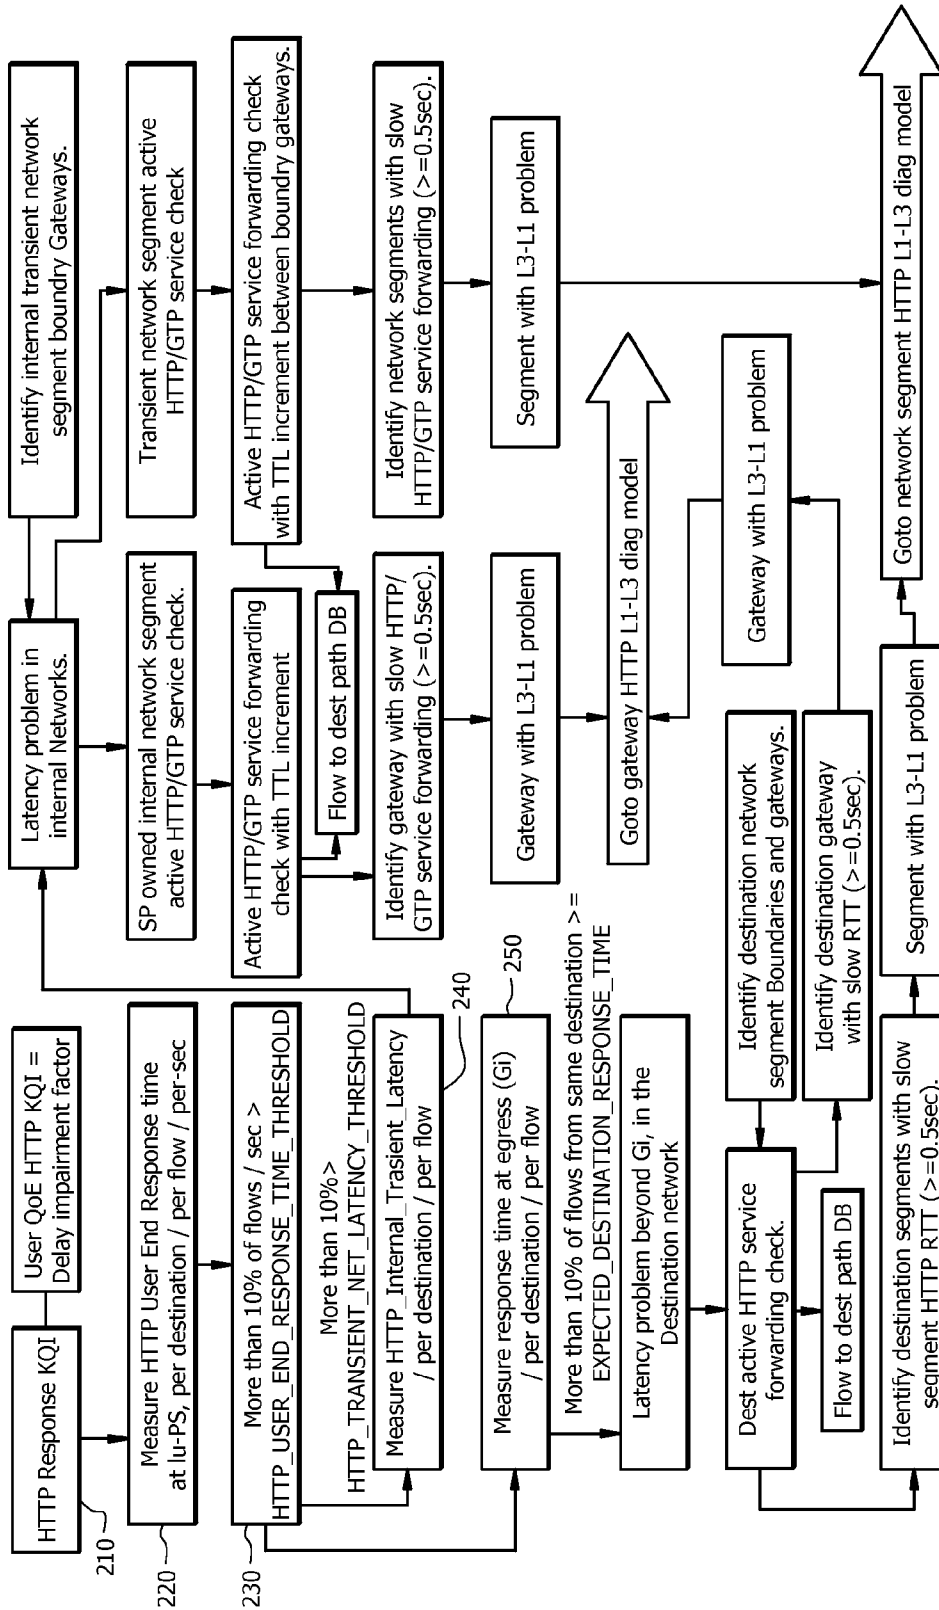 HTTP Response KQI
210
User QoE HTTP KQI =
Delay impairment factor
Measure HTTP User End Response time
at Iu-PS, per destination / per flow / per-sec
220
More than 10% of flows / sec >
HTTP_USER_END_RESPONSE_TIME_THRESHOLD
230
More than 10% >
HTTP_TRANSIENT_NET_LATENCY_THRESHOLD
Measure HTTP_Internal_Trasient_Latency
/ per destination / per flow
240
Measure response time at egress (Gi)
/ per destination / per flow
250
More than 10% of flows from same destination >=
EXPECTED_DESTINATION_RESPONSE_TIME
Latency problem beyond Gi, in the
Destination network
Dest active HTTP service
forwarding check.
Flow to dest path DB
Identify destination segments with slow
segment HTTP RTT (>=0.5sec).
Identify destination network
segment Boundaries and gateways.
Identify destination gateway
with slow RTT (>=0.5sec).
Segment with L3-L1 problem
Latency problem in
internal Networks.
SP owned internal network segment
active HTTP/GTP service check.
Active HTTP/GTP service forwarding
check with TTL increment
Flow to dest path DB
Identify gateway with slow HTTP/
GTP service forwarding (>=0.5sec).
Gateway with L3-L1 problem
Goto gateway HTTP L1-L3 diag model
Gateway with L3-L1 problem
Identify internal transient network
segment boundry Gateways.
Transient network segment active
HTTP/GTP service check
Active HTTP/GTP service forwarding check
with TTL increment between boundry gateways.
Identify network segments with slow
HTTP/GTP service forwarding (>=0.5sec).
Segment with L3-L1 problem
Goto network segment HTTP L1-L3 diag model